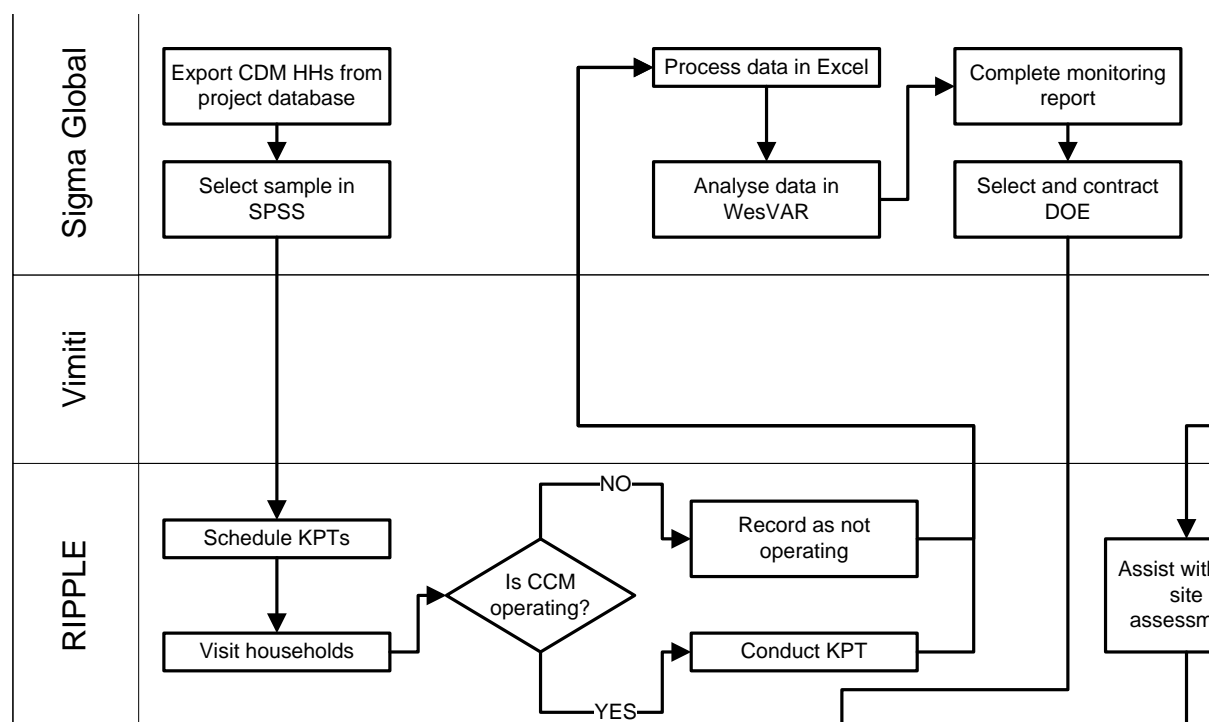 Sigma Global
Export CDM HHs from
project database
Select sample in
SPSS
Process data in Excel
Analyse data in
WesVAR
Complete monitoring
report
Select and contract
DOE
Vimiti
RIPPLE
Schedule KPTs
Visit households
Is CCM
operating?
NO
YES
Record as not
operating
Conduct KPT
Assist with
site